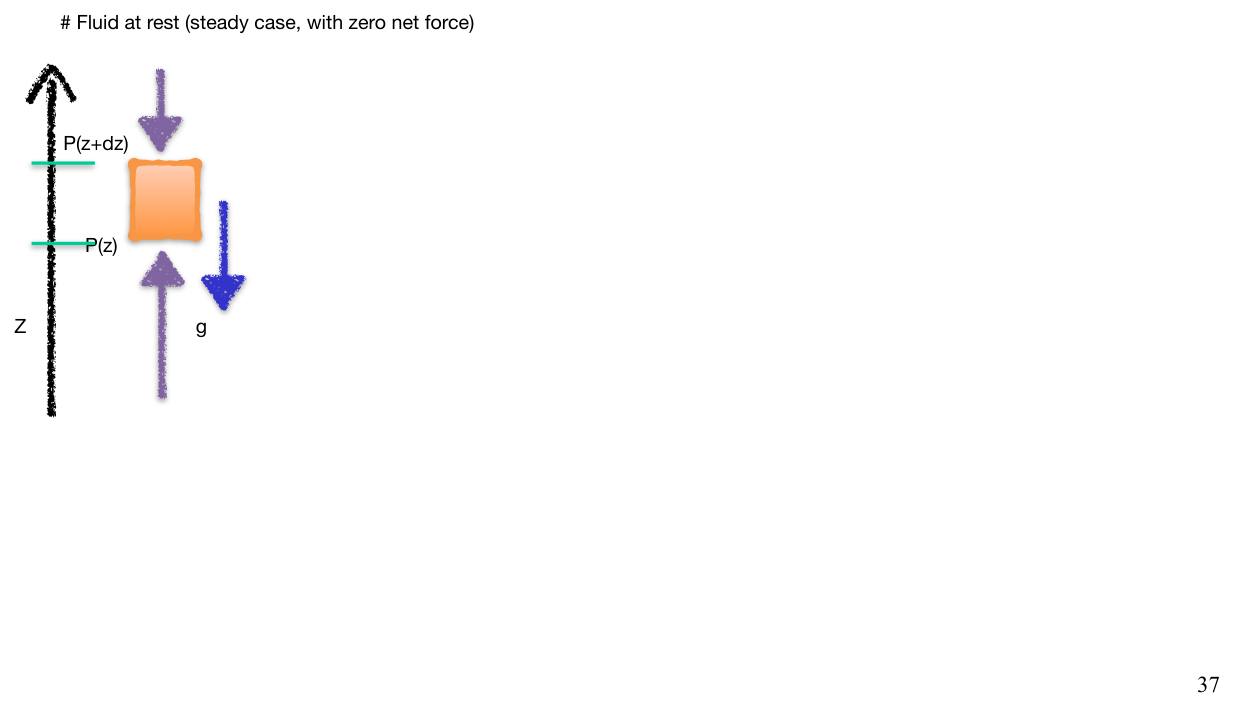 # Fluid at rest (steady case, with zero net force)
P(z+dz)
P(z)
Z
g
37